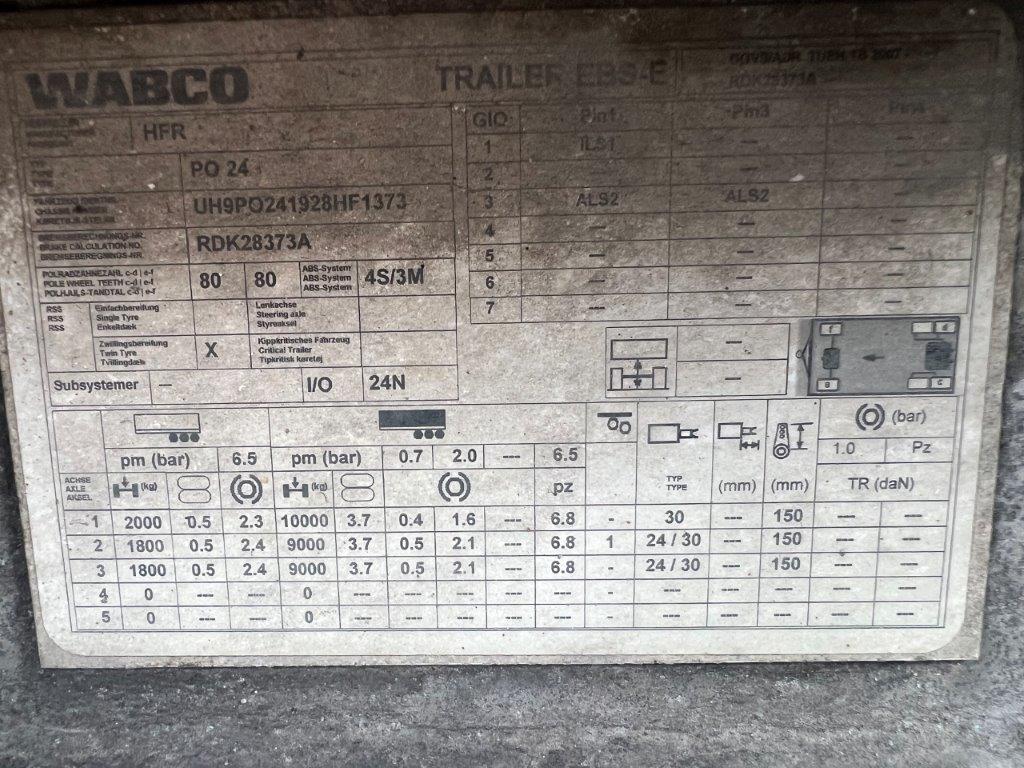 WABCO TRAILER EBS-E
RDK28373A
HFR
GIO Pin1 Pin3 Pin4
1 ILS1 --- ---
PO 24
2 --- --- ---
UH9PO241928HF1373
3 ALS2 ALS2 ---
4 --- --- ---
BRAKE CALCULATION NO. RDK28373A
BREMSEBEREGNINGS-NR.
5 --- --- ---
POLRADZÄHNEZAHL c-d | e-f 80 80 ABS-System 4S/3M
POLE WHEEL TEETH c-d | e-f ABS-System
POLHJULS-TANDTAL c-d | e-f ABS-System
6 --- --- ---
7 --- --- ---
RSS Einfachbereifung Lenkachse
RSS Single Tyre Steering axle
RSS Enkeltdæk Styreaksel
Zwillingsbereifung X Kippkritisches Fahrzeug
Twin Tyre Critical Trailer
Tvillingdæk Tipkritisk køretøj
---
---
f d
e c
Subsystemer --- I/O 24N
(bar)
pm (bar) 6.5 pm (bar) 0.7 2.0 --- 6.5 1.0 Pz
ACHSE
AXLE
AKSEL
(kg) (kg) pz TYP
TYPE
(mm) (mm) TR (daN)
1 2000 0.5 2.3 10000 3.7 0.4 1.6 --- 6.8 - 30 --- 150 --- ---
2 1800 0.5 2.4 9000 3.7 0.5 2.1 --- 6.8 1 24 / 30 --- 150 --- ---
3 1800 0.5 2.4 9000 3.7 0.5 2.1 --- 6.8 - 24 / 30 --- 150 --- ---
4 0 --- --- 0 --- --- --- --- --- - --- --- --- --- ---
5 0 --- --- 0 --- --- --- --- --- - --- --- --- --- ---